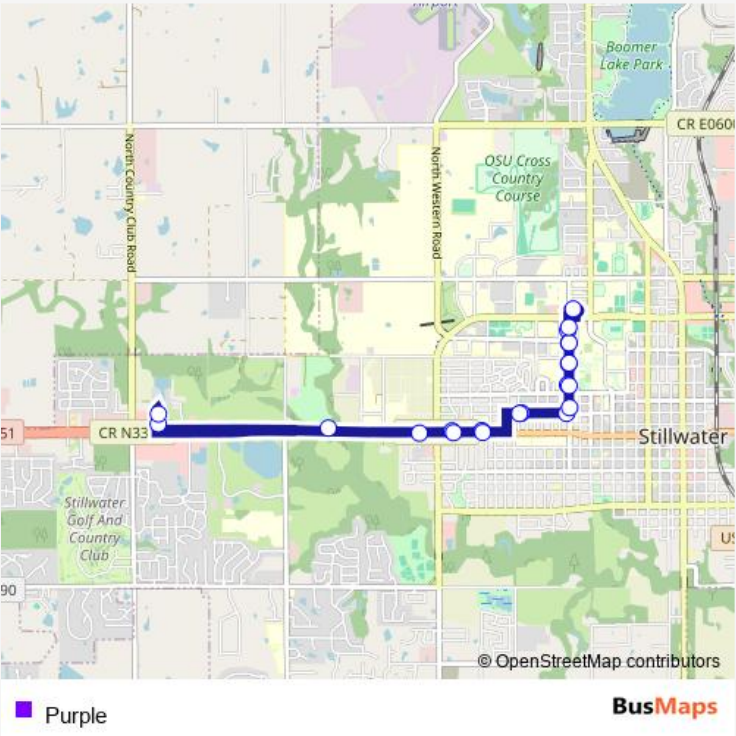 Airport
Boomer
Lake Park
CR E0600
North Country Club Road
North Western Road
OSU Cross
Country
Course
51
CR N33
Stillwater
Stillwater
Golf And
Country
Club
US
90
© OpenStreetMap contributors
Purple
BusMaps